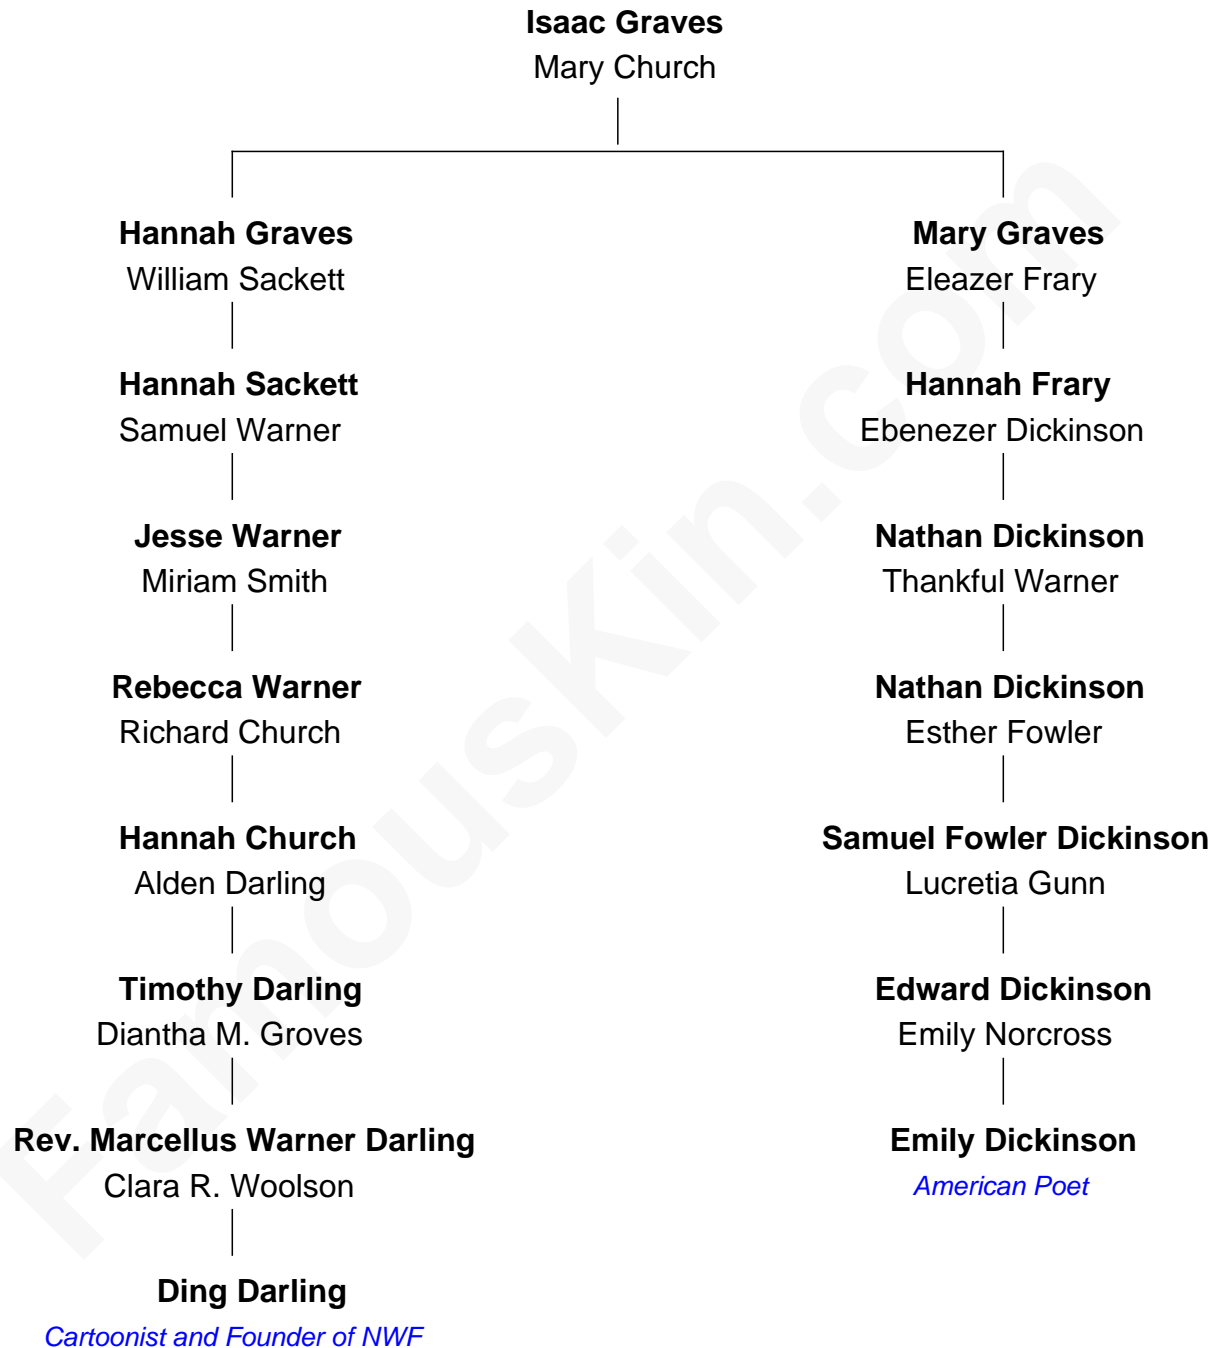 Isaac Graves
Mary Church
Hannah Graves
William Sackett
Mary Graves
Eleazer Frary
Hannah Sackett
Samuel Warner
Hannah Frary
Ebenezer Dickinson
Jesse Warner
Miriam Smith
Nathan Dickinson
Thankful Warner
Rebecca Warner
Richard Church
Nathan Dickinson
Esther Fowler
Hannah Church
Alden Darling
Samuel Fowler Dickinson
Lucretia Gunn
Timothy Darling
Diantha M. Groves
Edward Dickinson
Emily Norcross
Rev. Marcellus Warner Darling
Clara R. Woolson
Emily Dickinson
American Poet
Ding Darling
Cartoonist and Founder of NWF
FamousKin.com